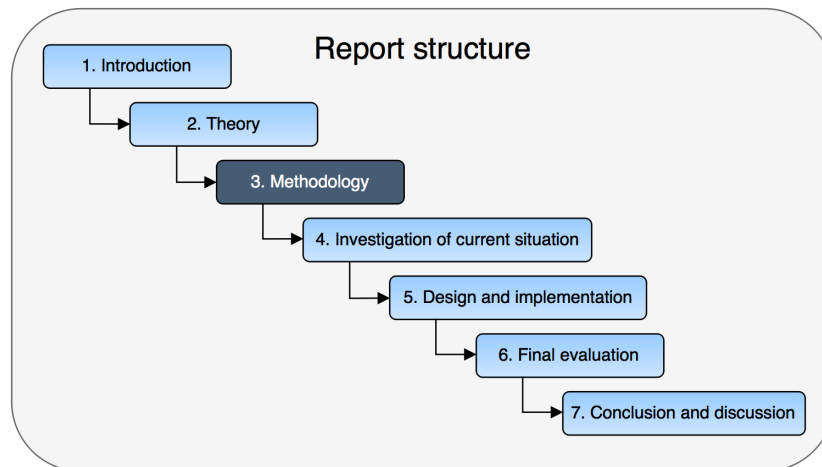 Report structure
1. Introduction
2. Theory
3. Methodology
4. Investigation of current situation
5. Design and implementation
6. Final evaluation
7. Conclusion and discussion